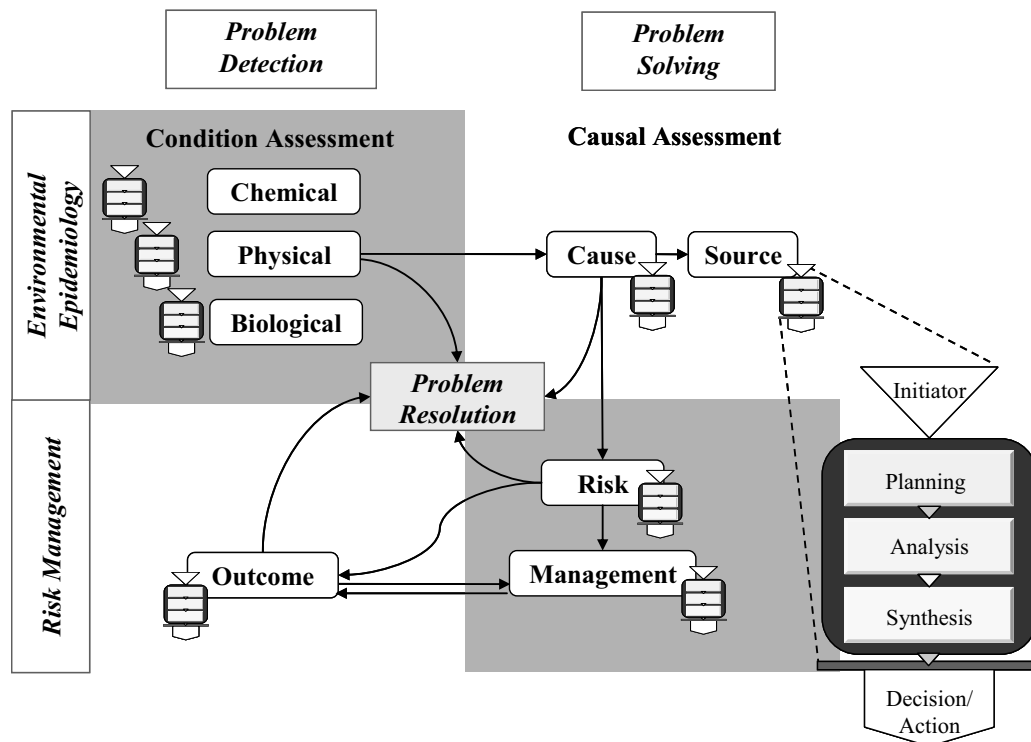 Problem
Detection
Problem
Solving
Environmental
Epidemiology
Condition Assessment
Causal Assessment
Chemical
Physical
Cause
Source
Biological
Problem
Resolution
Initiator
Risk Management
Risk
Planning
Analysis
Outcome
Management
Synthesis
Decision/
Action